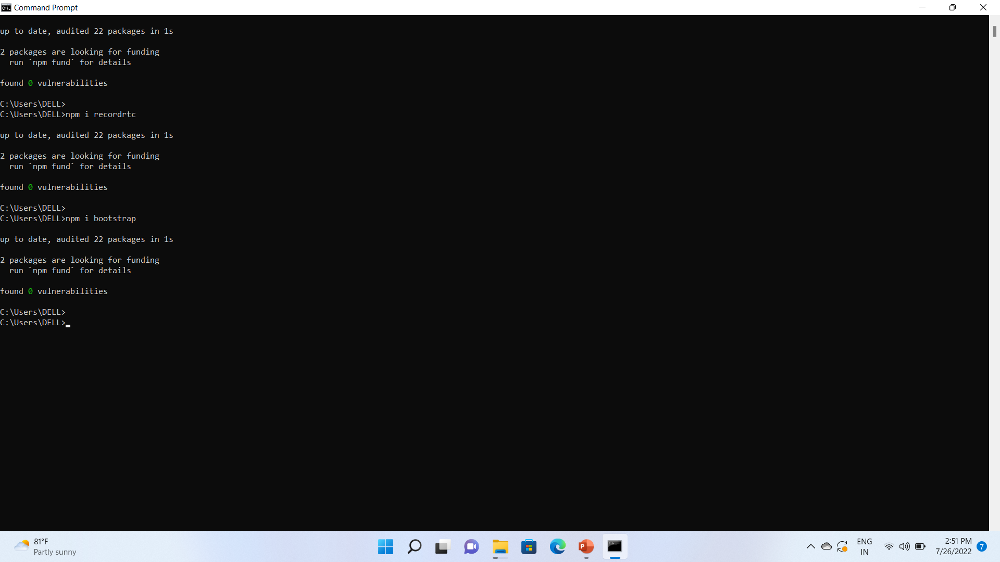 Command Prompt
up to date, audited 22 packages in 1s
2 packages are looking for funding
run `npm fund` for details
found 0 vulnerabilities
C:\Users\DELL>
C:\Users\DELL>npm i recordrtc
up to date, audited 22 packages in 1s
2 packages are looking for funding
run `npm fund` for details
found 0 vulnerabilities
C:\Users\DELL>
C:\Users\DELL>npm i bootstrap
up to date, audited 22 packages in 1s
2 packages are looking for funding
run `npm fund` for details
found 0 vulnerabilities
C:\Users\DELL>
C:\Users\DELL>
81°F
Partly sunny
ENG
IN
2:51 PM
7/26/2022
7